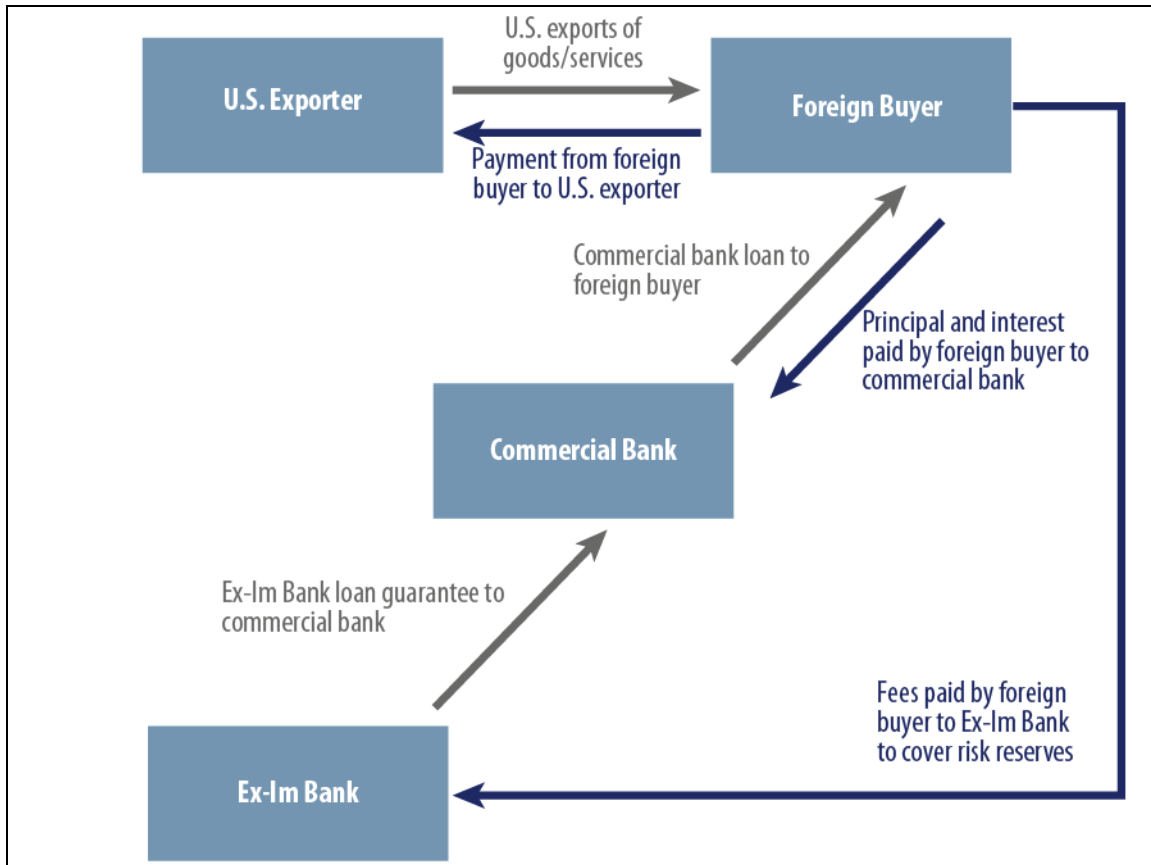 U.S. exports of
goods/services
U.S. Exporter
Foreign Buyer
Payment from foreign
buyer to U.S. exporter
Commercial bank loan to
foreign buyer
Principal and interest
paid by foreign buyer to
commercial bank
Commercial Bank
Ex-Im Bank loan guarantee to
commercial bank
Fees paid by foreign
buyer to Ex-Im Bank
to cover risk reserves
Ex-Im Bank